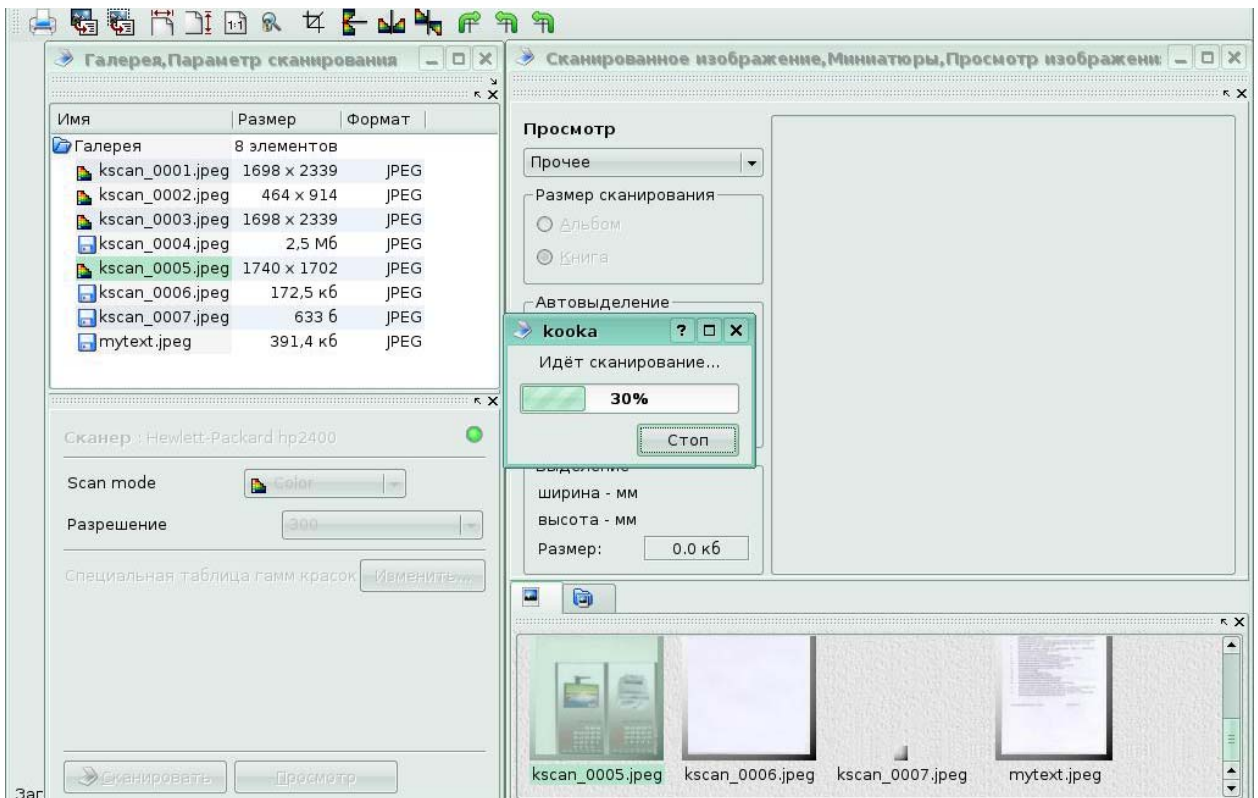 1:1
Галерея,Параметр сканирования
Имя Размер Формат
Галерея 8 элементов
kscan_0001.jpeg 1698 x 2339 JPEG
kscan_0002.jpeg 464 x 914 JPEG
kscan_0003.jpeg 1698 x 2339 JPEG
kscan_0004.jpeg 2,5 Мб JPEG
kscan_0005.jpeg 1740 x 1702 JPEG
kscan_0006.jpeg 172,5 кб JPEG
kscan_0007.jpeg 633 б JPEG
mytext.jpeg 391,4 кб JPEG
Сканер : Hewlett-Packard hp2400
Scan mode Color
Разрешение 300
Специальная таблица гамм красок Изменить...
Сканировать Просмотр
Заг
Сканированное изображение,Миниатюры,Просмотр изображени
Просмотр
Прочее
Размер сканирования
Альбом
Книга
Автовыделение
kooka
Идёт сканирование...
30%
Стоп
Выделение
ширина - мм
высота - мм
Размер: 0.0 кб
kscan_0005.jpeg kscan_0006.jpeg kscan_0007.jpeg mytext.jpeg